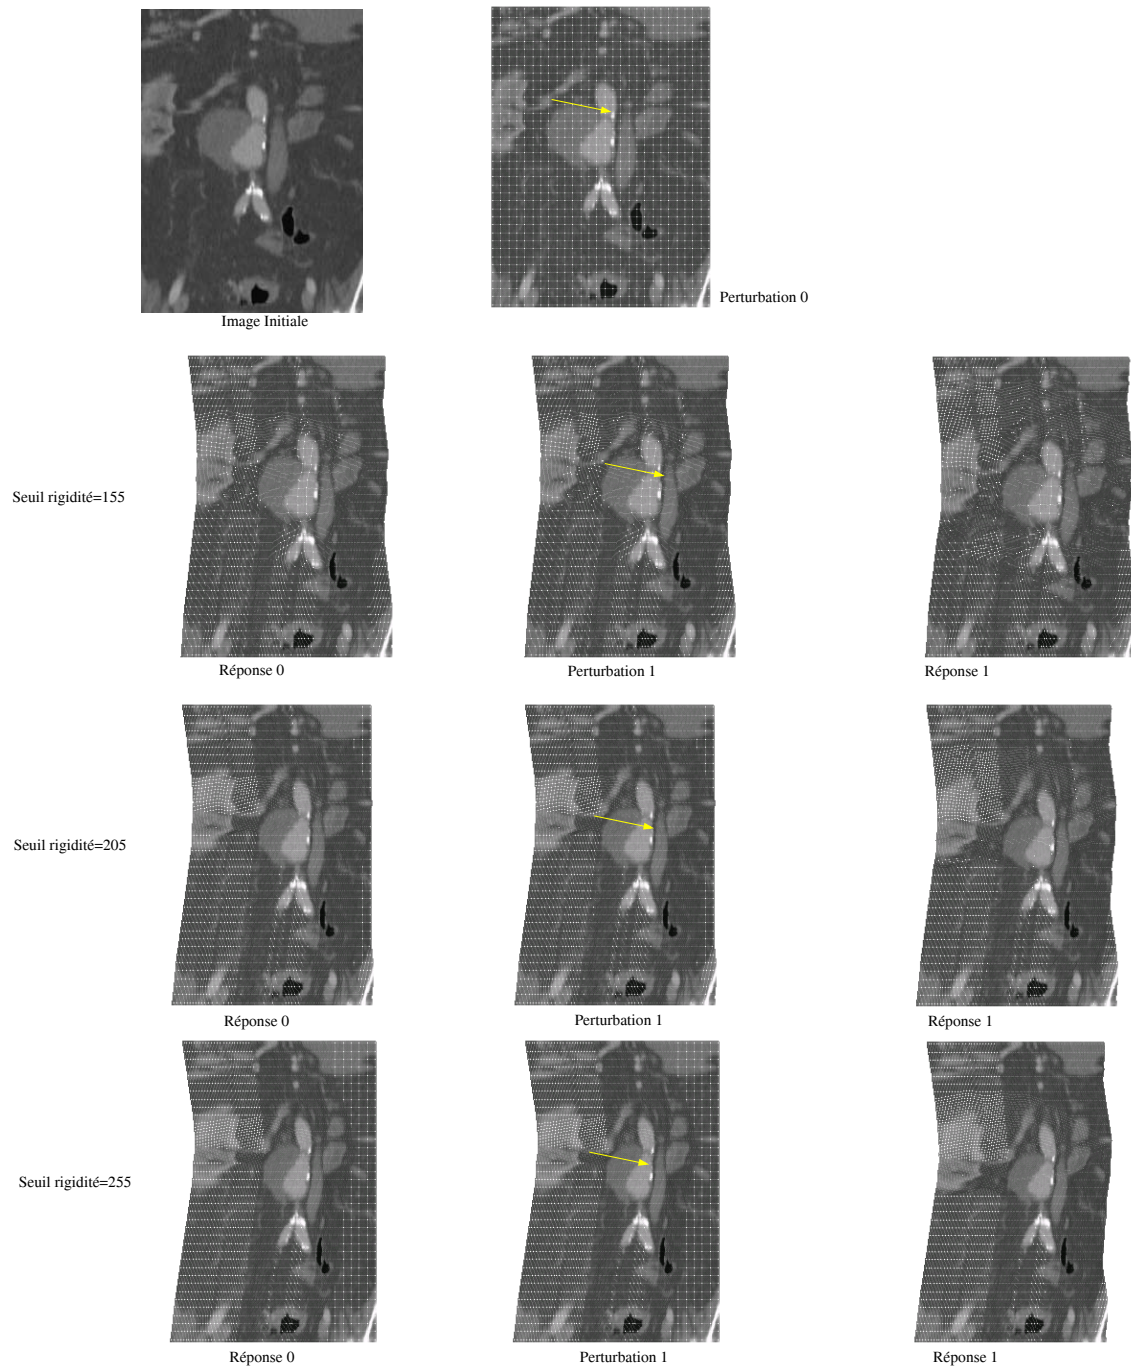 Perturbation 0
Image Initiale
Seuil rigidité=155
Réponse 0
Perturbation 1
Réponse 1
Seuil rigidité=205
Réponse 0
Perturbation 1
Réponse 1
Seuil rigidité=255
Réponse 0
Perturbation 1
Réponse 1